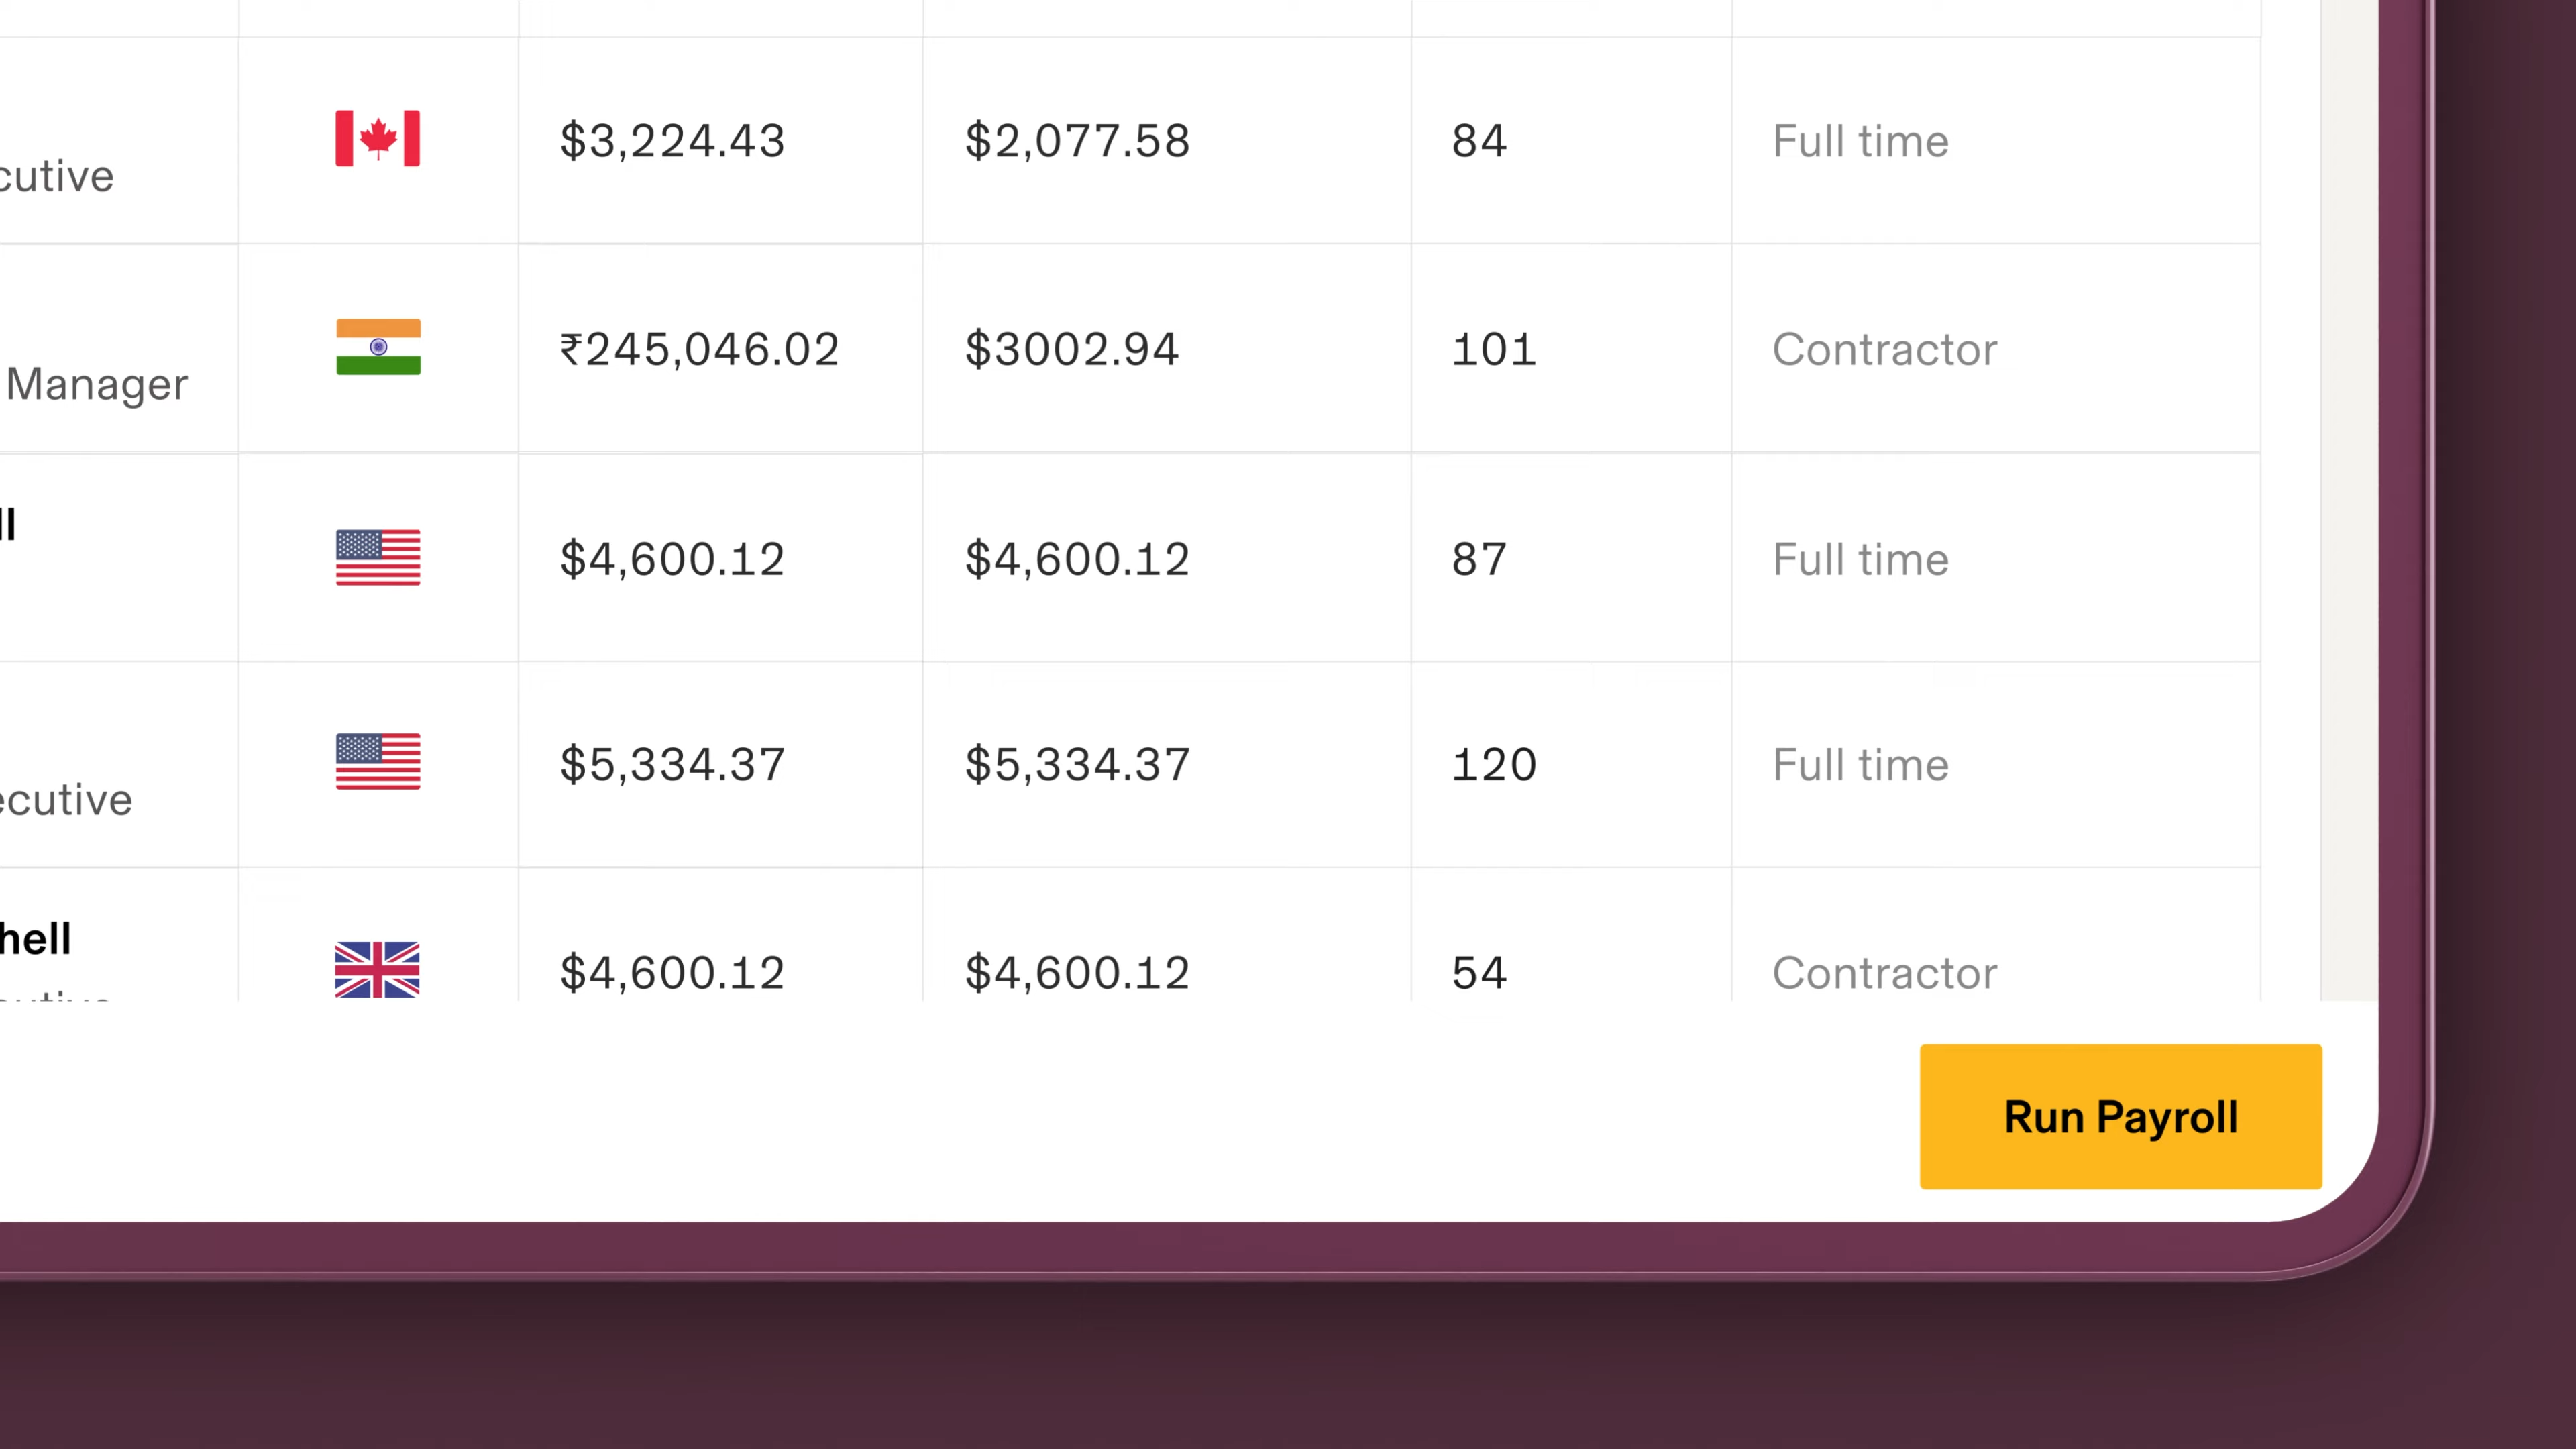 $3,224.43 $2,077.58 84 Full time
cutive
₹245,046.02 $3002.94 101 Contractor
Manager
ll
$4,600.12 $4,600.12 87 Full time
$5,334.37 $5,334.37 120 Full time
ecutive
hell
$4,600.12 $4,600.12 54 Contractor
Run Payroll